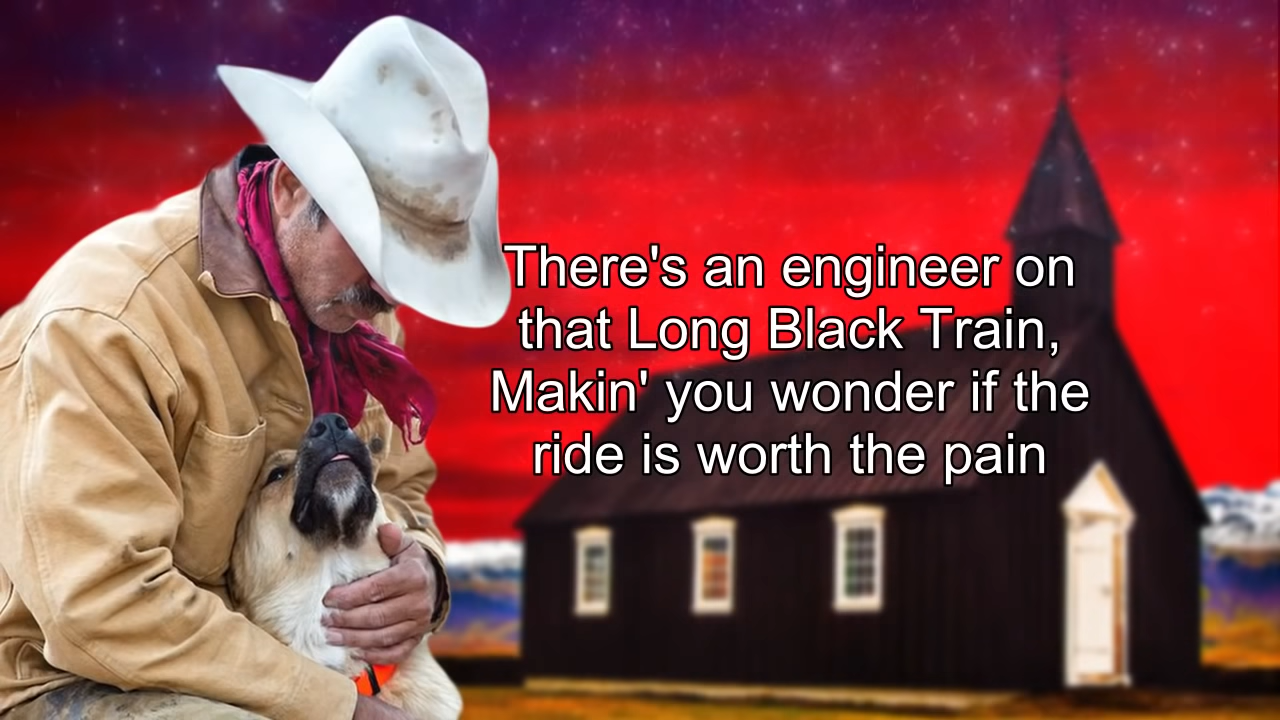 There's an engineer on
that Long Black Train,
Makin' you wonder if the
ride is worth the pain